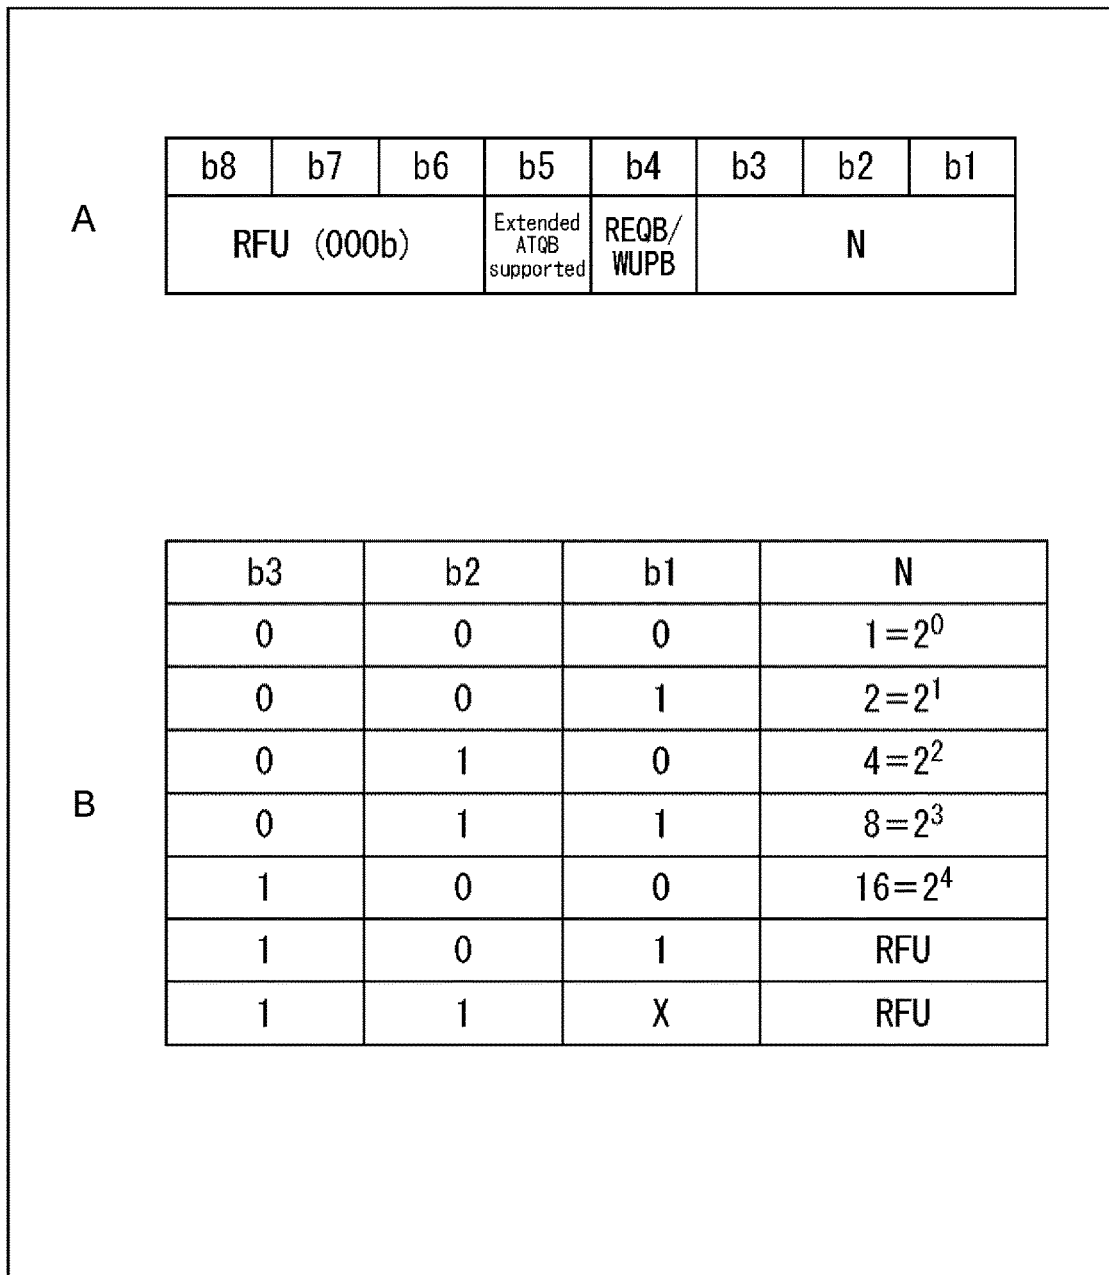 A
b8 b7 b6 b5 b4 b3 b2 b1
RFU (000b) Extended ATQB supported REQB/ WUPB N
B
b3 b2 b1 N
0 0 0 1=2⁰
0 0 1 2=2¹
0 1 0 4=2²
0 1 1 8=2³
1 0 0 16=2⁴
1 0 1 RFU
1 1 X RFU